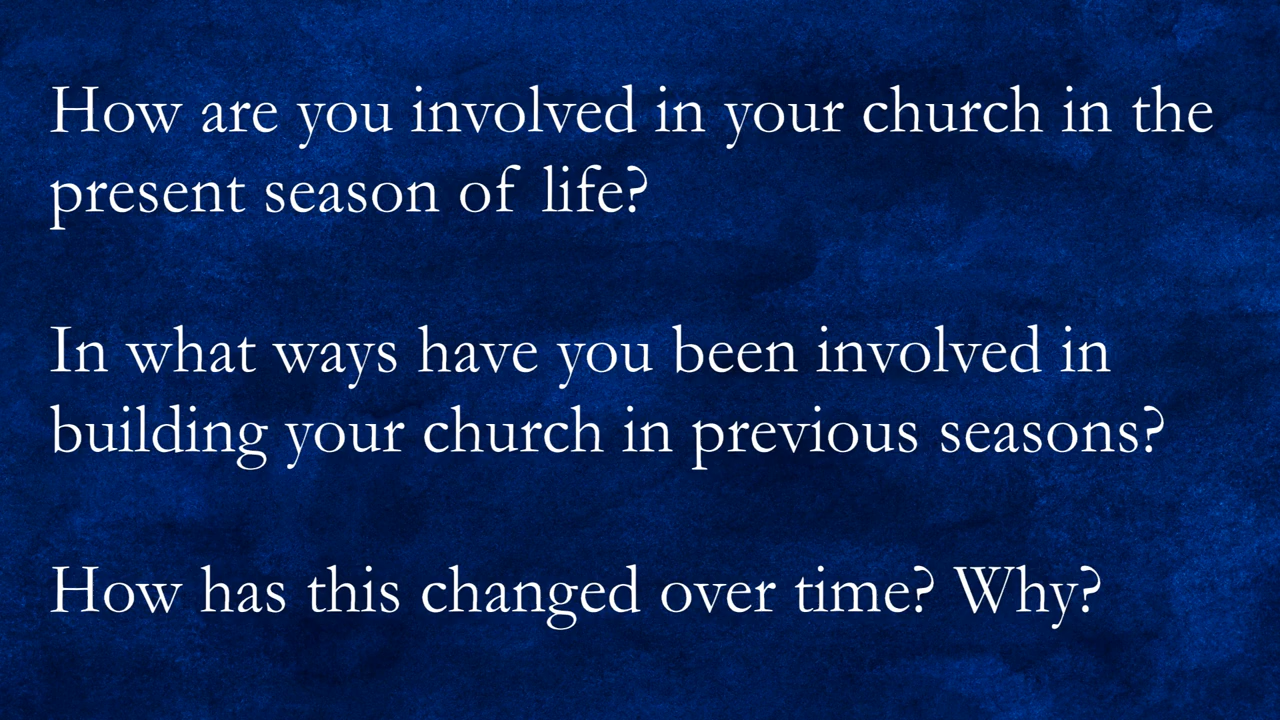 How are you involved in your church in the
present season of life?
In what ways have you been involved in
building your church in previous seasons?
How has this changed over time? Why?